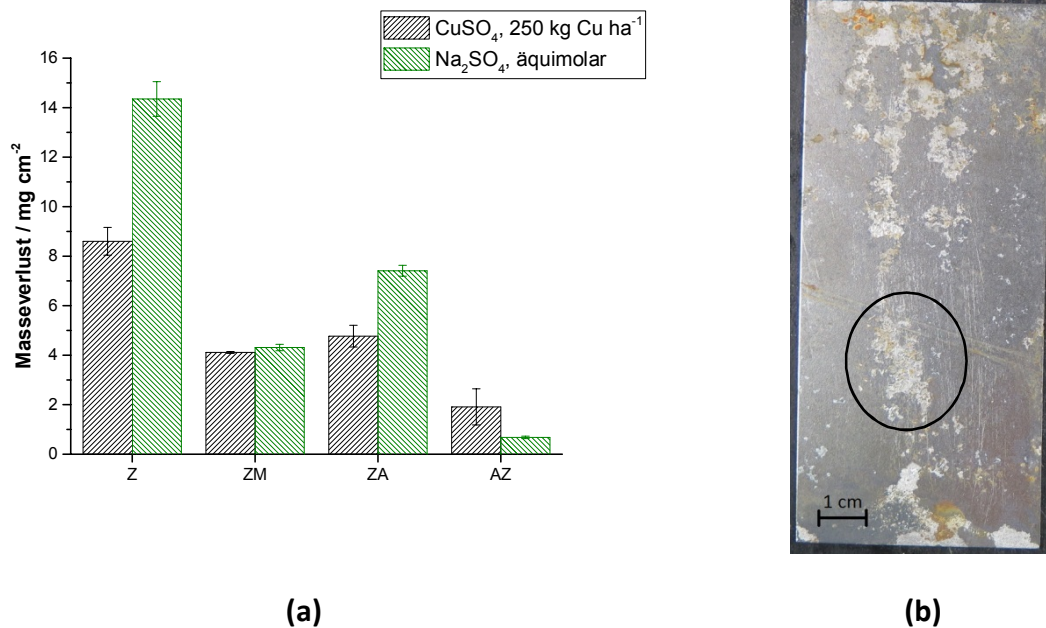 CuSO₄, 250 kg Cu ha⁻¹
Na₂SO₄, äquimolar
Masseverlust / mg cm⁻²
16
14
12
10
8
6
4
2
0
Z ZM ZA AZ
1 cm
(a) (b)